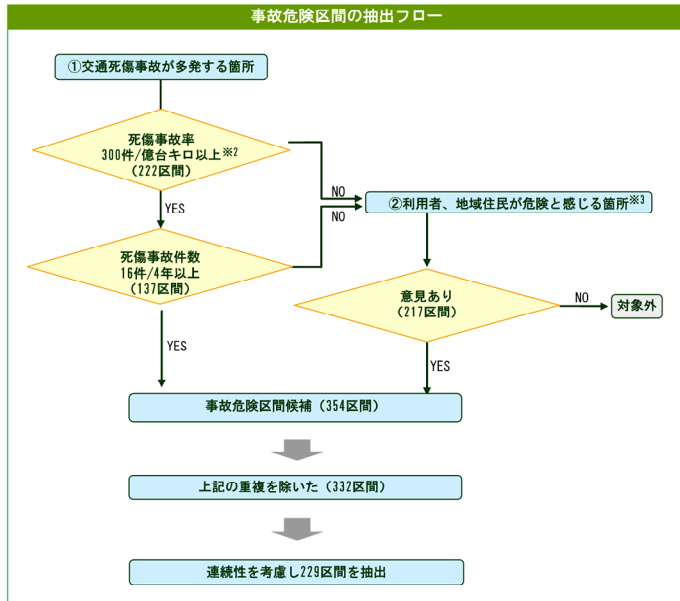 事故危険区間の抽出フロー
①交通死傷事故が多発する箇所
死傷事故率
300件/億台キロ以上※2
(222区間)
NO
YES
NO
②利用者、地域住民が危険と感じる箇所※3
死傷事故件数
16件/4年以上
(137区間)
意見あり
(217区間)
NO
対象外
YES
YES
事故危険区間候補(354区間)
上記の重複を除いた(332区間)
連続性を考慮し229区間を抽出